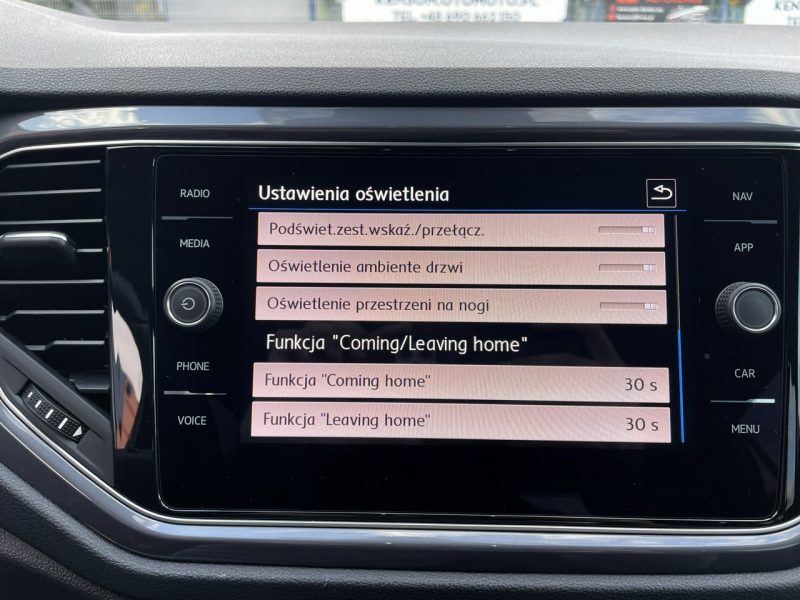 RADIO
MEDIA
PHONE
VOICE
Ustawienia oświetlenia
Podświet.zest.wskaź./przełącz.
Oświetlenie ambiente drzwi
Oświetlenie przestrzeni na nogi
Funkcja "Coming/Leaving home"
Funkcja "Coming home" 30 s
Funkcja "Leaving home" 30 s
NAV
APP
CAR
MENU